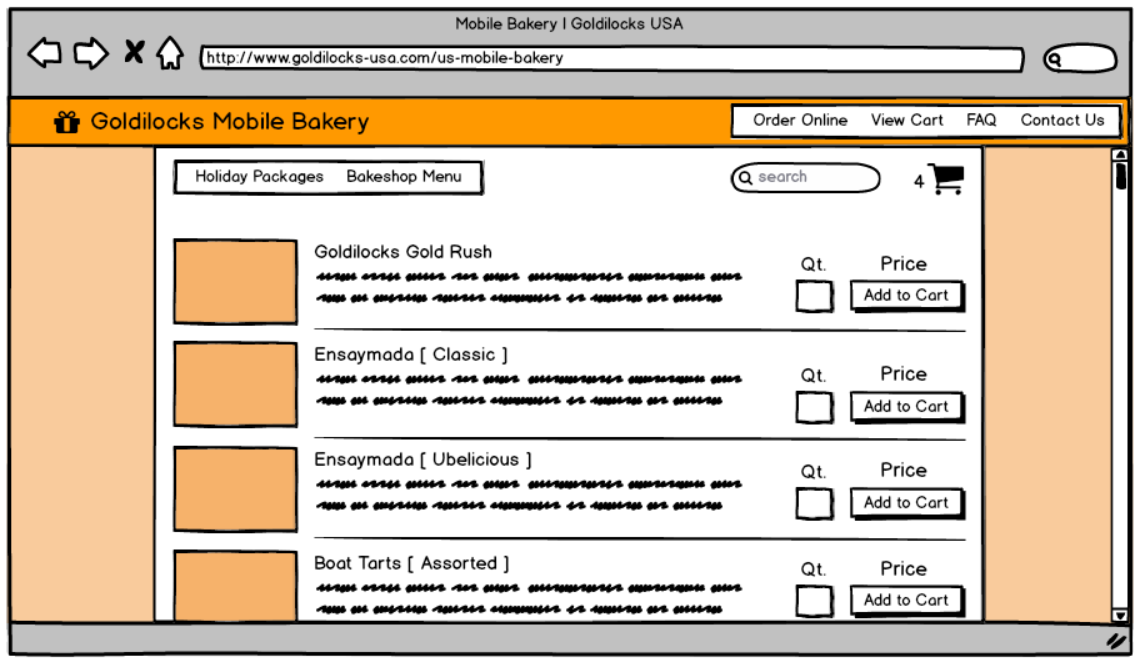 Mobile Bakery | Goldilocks USA
http://www.goldilocks-usa.com/us-mobile-bakery
Goldilocks Mobile Bakery
Order Online View Cart FAQ Contact Us
Holiday Packages Bakeshop Menu
search
4
Goldilocks Gold Rush
Qt. Price
Add to Cart
Ensaymada [ Classic ]
Qt. Price
Add to Cart
Ensaymada [ Ubelicious ]
Qt. Price
Add to Cart
Boat Tarts [ Assorted ]
Qt. Price
Add to Cart